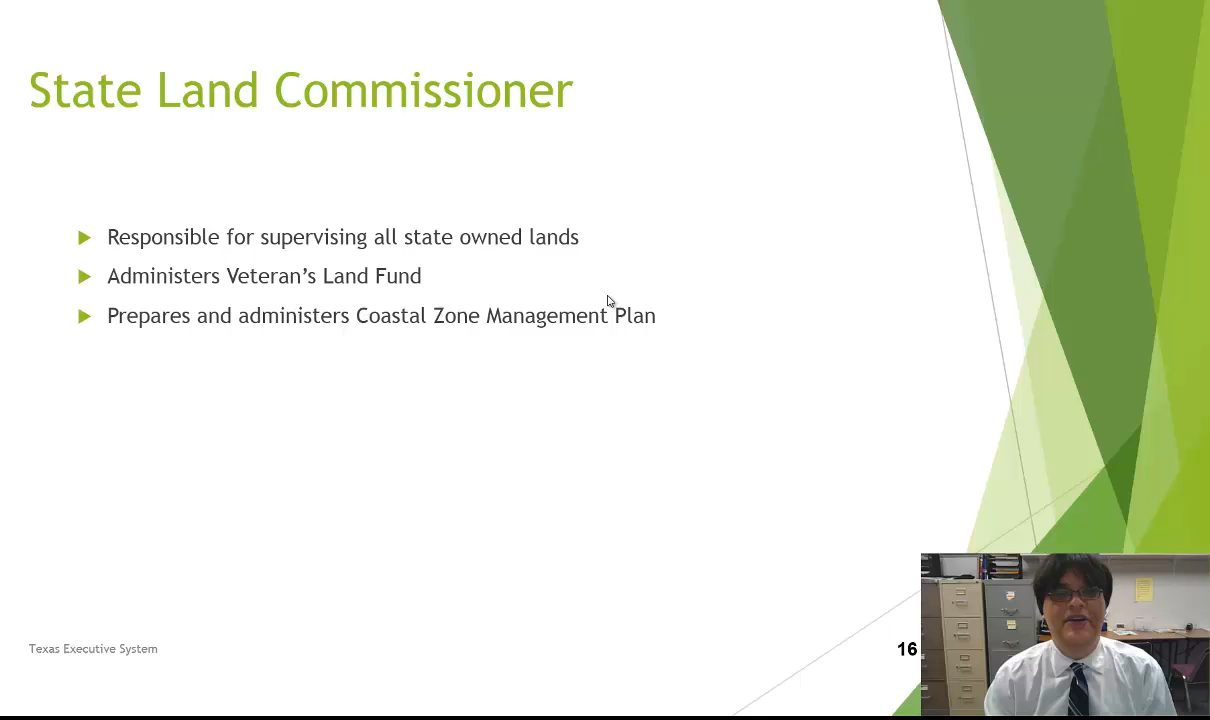 State Land Commissioner
Responsible for supervising all state owned lands
Administers Veteran’s Land Fund
Prepares and administers Coastal Zone Management Plan
Texas Executive System
16